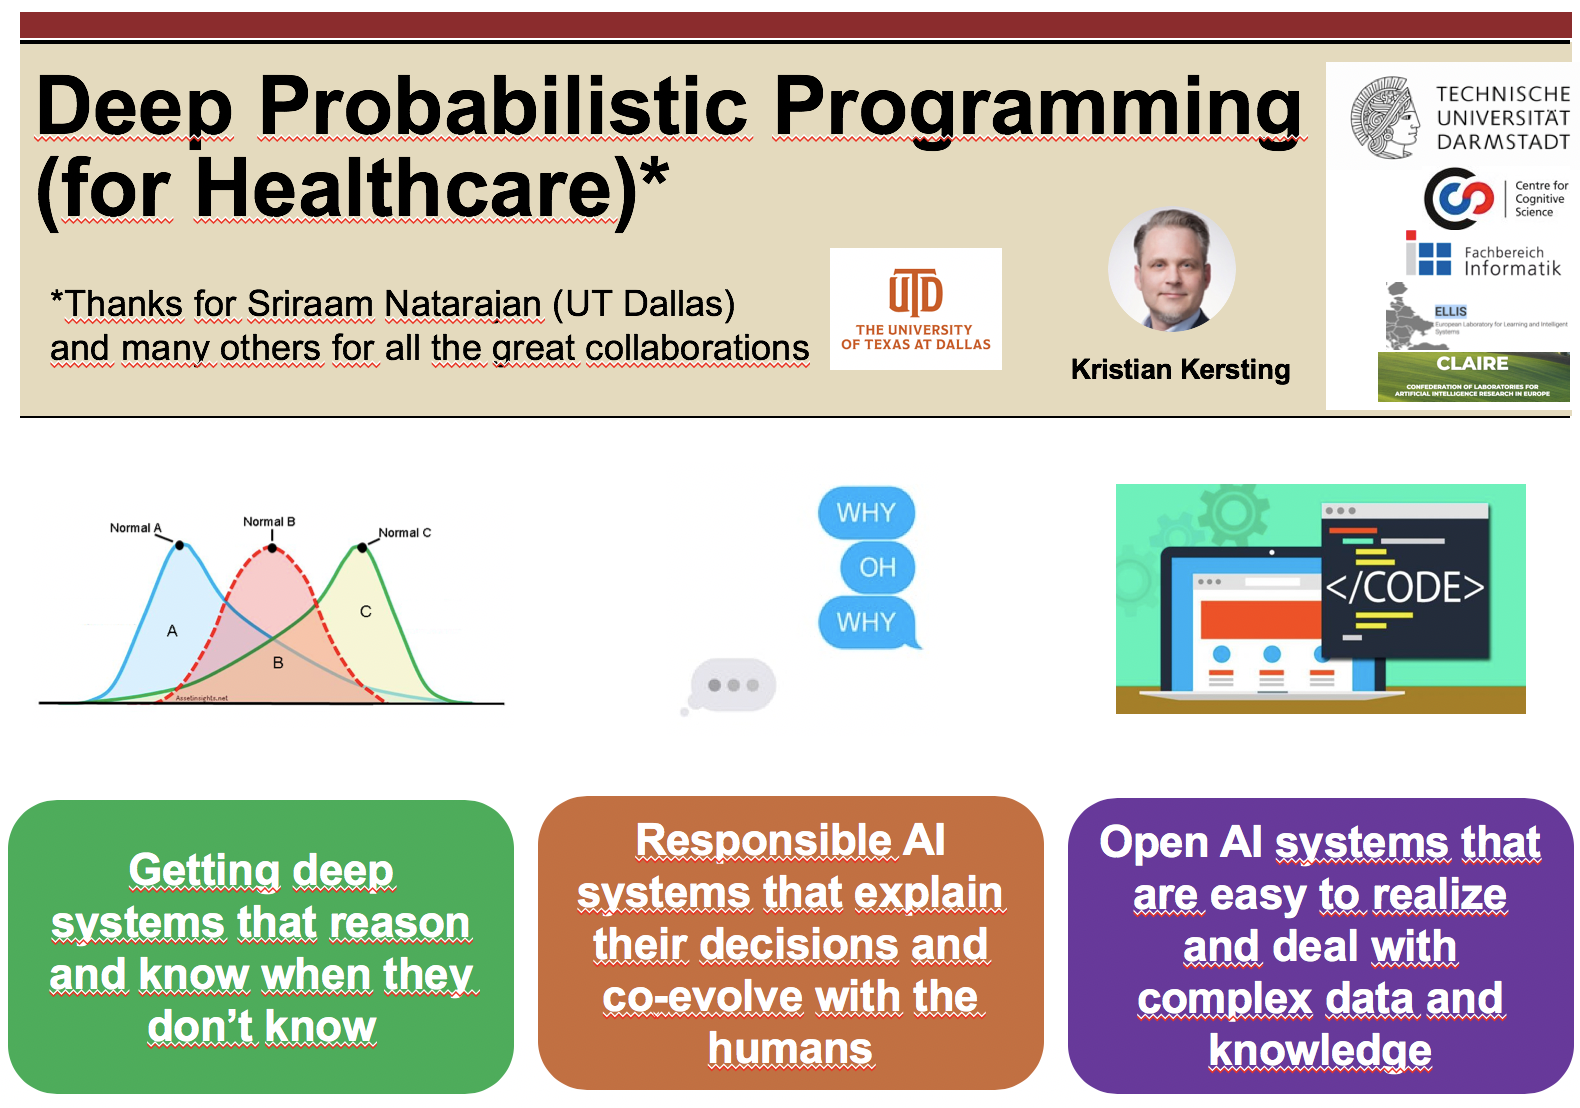 Deep Probabilistic Programming
(for Healthcare)*
*Thanks for Sriraam Natarajan (UT Dallas)
and many others for all the great collaborations
UTD
THE UNIVERSITY
OF TEXAS AT DALLAS
Kristian Kersting
TECHNISCHE
UNIVERSITÄT
DARMSTADT
Centre for
Cognitive
Science
Fachbereich
Informatik
ELLIS
European Laboratory for Learning and Intelligent
Systems
CLAIRE
CONFEDERATION OF LABORATORIES FOR
ARTIFICIAL INTELLIGENCE RESEARCH IN EUROPE
Normal A
Normal B
Normal C
A
B
C
Assetinsights.net
WHY
OH
WHY
</CODE>
Getting deep
systems that reason
and know when they
don’t know
Responsible AI
systems that explain
their decisions and
co-evolve with the
humans
Open AI systems that
are easy to realize
and deal with
complex data and
knowledge